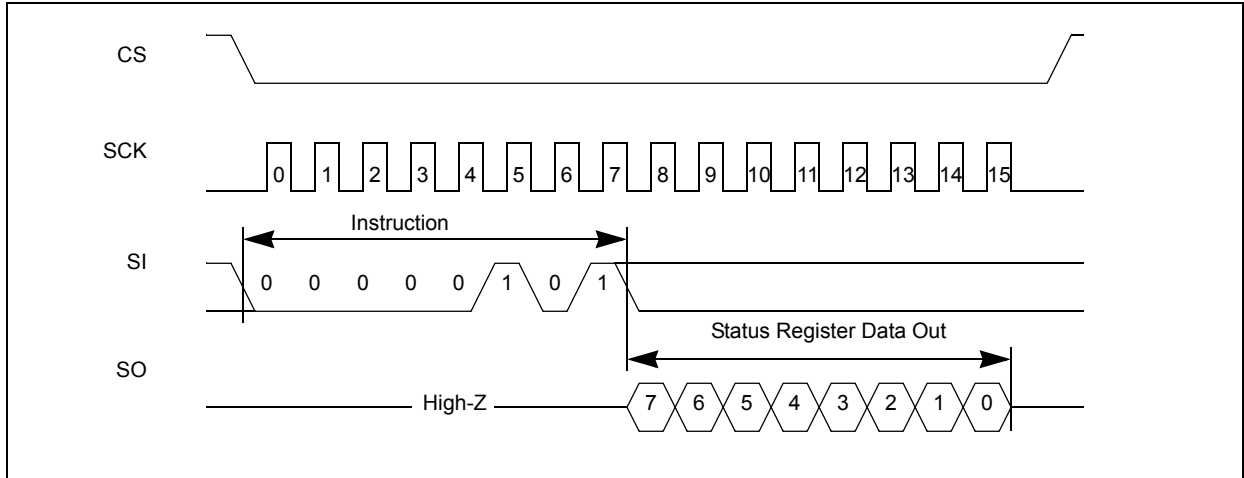 CS
SCK
0 1 2 3 4 5 6 7 8 9 10 11 12 13 14 15
Instruction
SI
0 0 0 0 0 1 0 1
Status Register Data Out
SO
High-Z
7 6 5 4 3 2 1 0